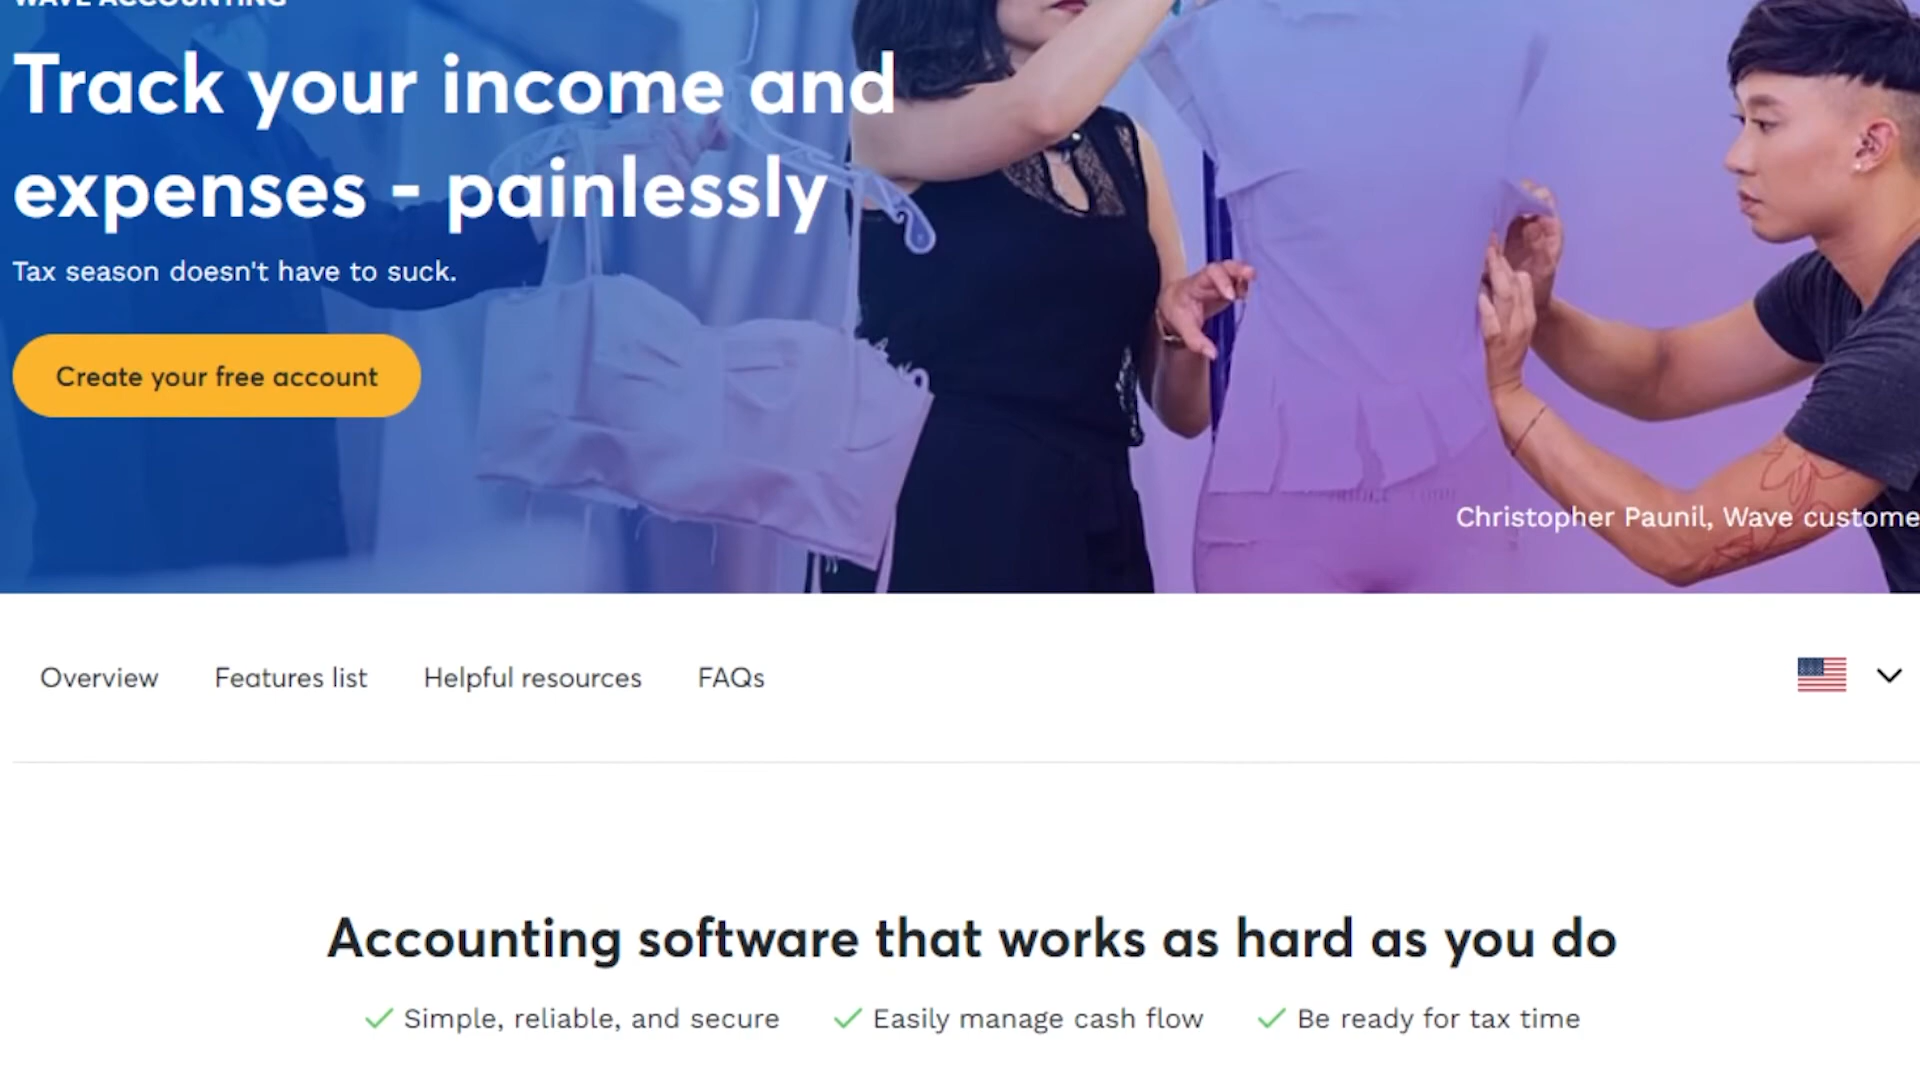 WAVE ACCOUNTING
Track your income and
expenses - painlessly
Tax season doesn't have to suck.
Create your free account
Christopher Paunil, Wave custome
Overview
Features list
Helpful resources
FAQs
Accounting software that works as hard as you do
Simple, reliable, and secure
Easily manage cash flow
Be ready for tax time